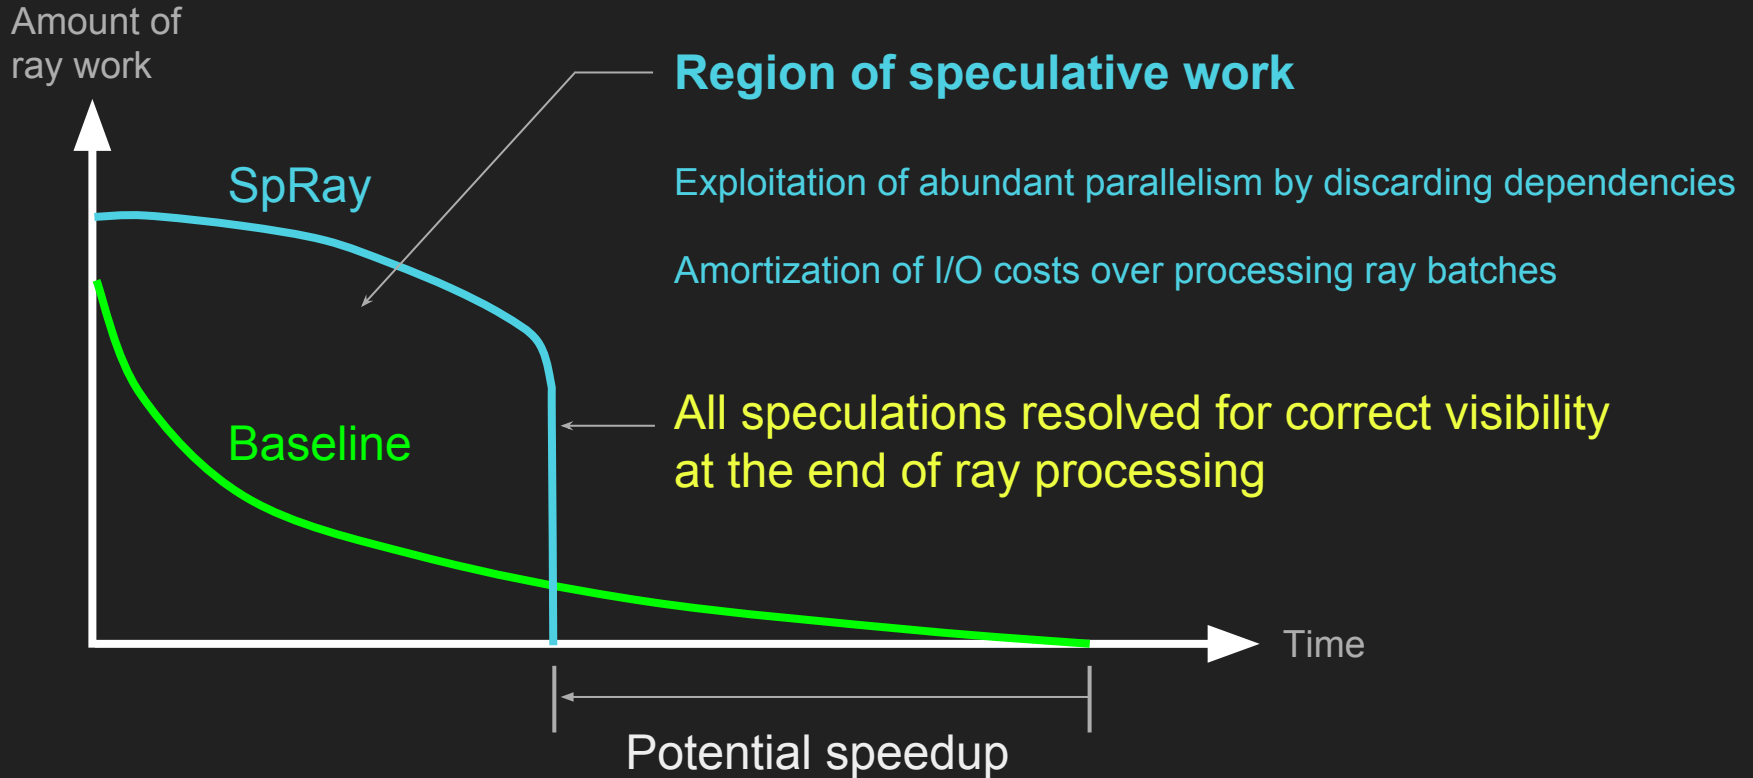 Amount of
ray work
Region of speculative work
SpRay
Exploitation of abundant parallelism by discarding dependencies
Amortization of I/O costs over processing ray batches
Baseline
All speculations resolved for correct visibility
at the end of ray processing
Time
Potential speedup